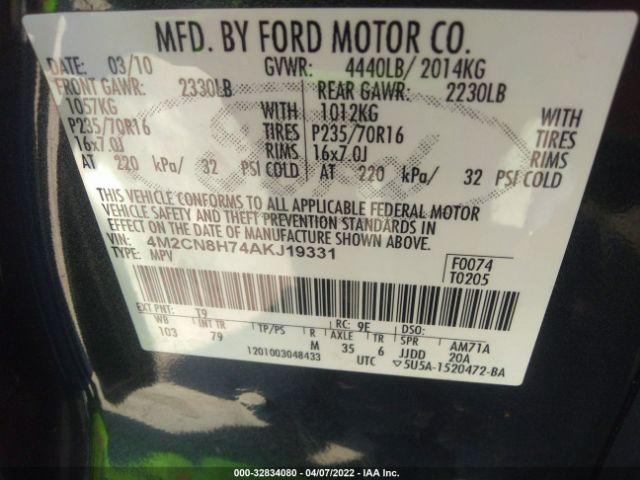 MFD. BY FORD MOTOR CO.
DATE: 03/10 GVWR: 4440LB/ 2014KG
FRONT GAWR: 2330LB REAR GAWR: 2230LB
1057KG 1012KG WITH
P235/70R16 TIRES P235/70R16 TIRES
16x7.0J RIMS 16x7.0J RIMS
AT 220 kPa/ 32 PSI COLD AT 220 kPa/ 32 PSI COLD
THIS VEHICLE CONFORMS TO ALL APPLICABLE FEDERAL MOTOR
VEHICLE SAFETY AND THEFT PREVENTION STANDARDS IN
EFFECT ON THE DATE OF MANUFACTURE SHOWN ABOVE.
VIN: 4M2CN8H74AKJ19331
TYPE: MPV
F0074
T0205
EXT PNT: T9 RC: 9E DSO:
WB INT TR TP/PS R AXLE TR SPR AM71A
103 79 M 35 6 JJDD 20A
1201003048433 UTC ▽5U5A-1520472-BA
Ford
WITH
000-32834080 - 04/07/2022 - IAA Inc.